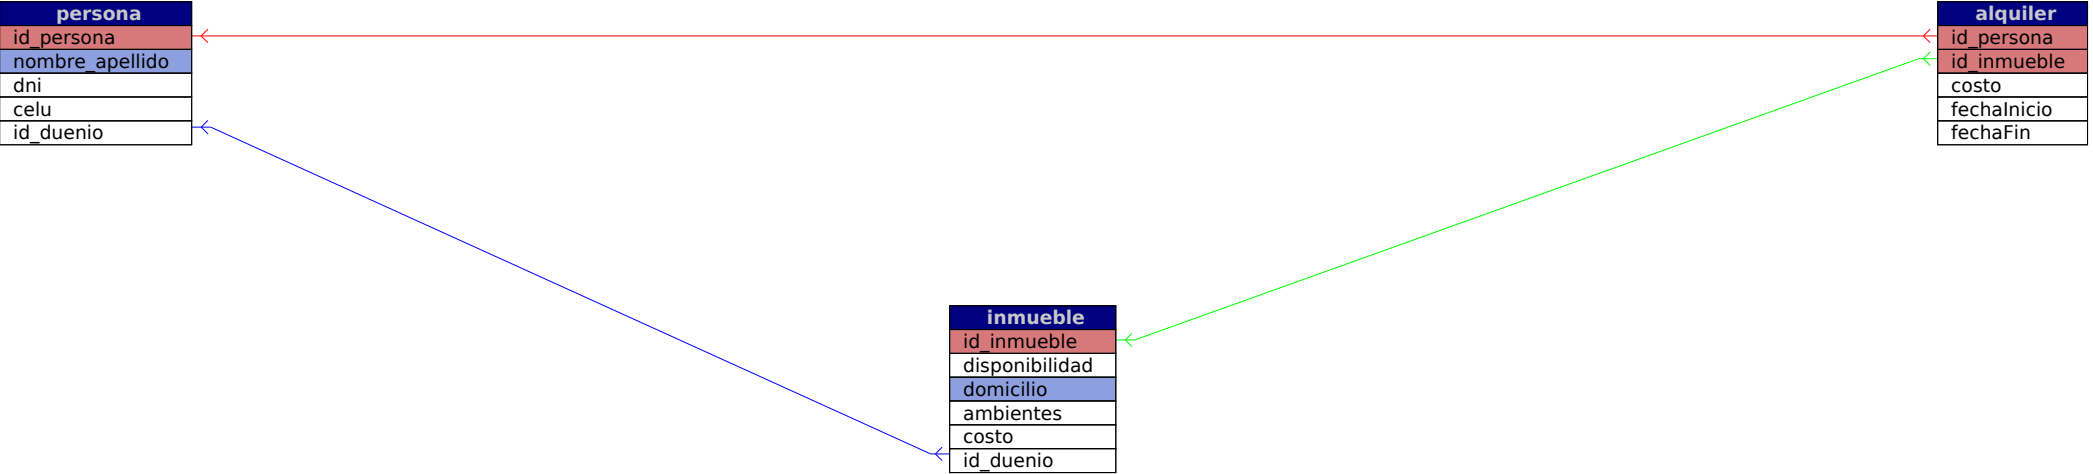 persona
id_persona
nombre_apellido
dni
celu
id_duenio
alquiler
id_persona
id_inmueble
costo
fechaInicio
fechaFin
inmueble
id_inmueble
disponibilidad
domicilio
ambientes
costo
id_duenio